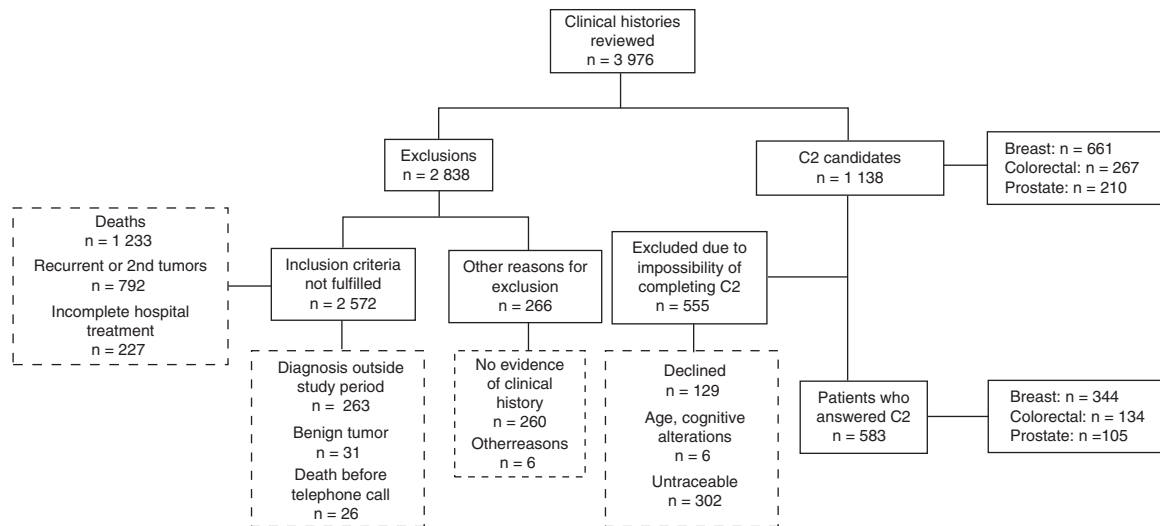 Clinical histories
reviewed
n = 3 976
Exclusions
n = 2 838
C2 candidates
n = 1 138
Breast: n = 661
Colorectal: n = 267
Prostate: n = 210
Deaths
n = 1 233
Recurrent or 2nd tumors
n = 792
Incomplete hospital
treatment
n = 227
Inclusion criteria
not fulfilled
n = 2 572
Other reasons for
exclusion
n = 266
Excluded due to
impossibility of
completing C2
n = 555
Diagnosis outside
study period
n = 263
Benign tumor
n = 31
Death before
telephone call
n = 26
No evidence
of clinical
history
n = 260
Otherreasons
n = 6
Declined
n = 129
Age, cognitive
alterations
n = 6
Untraceable
n = 302
Patients who
answered C2
n = 583
Breast: n = 344
Colorectal: n = 134
Prostate: n =105